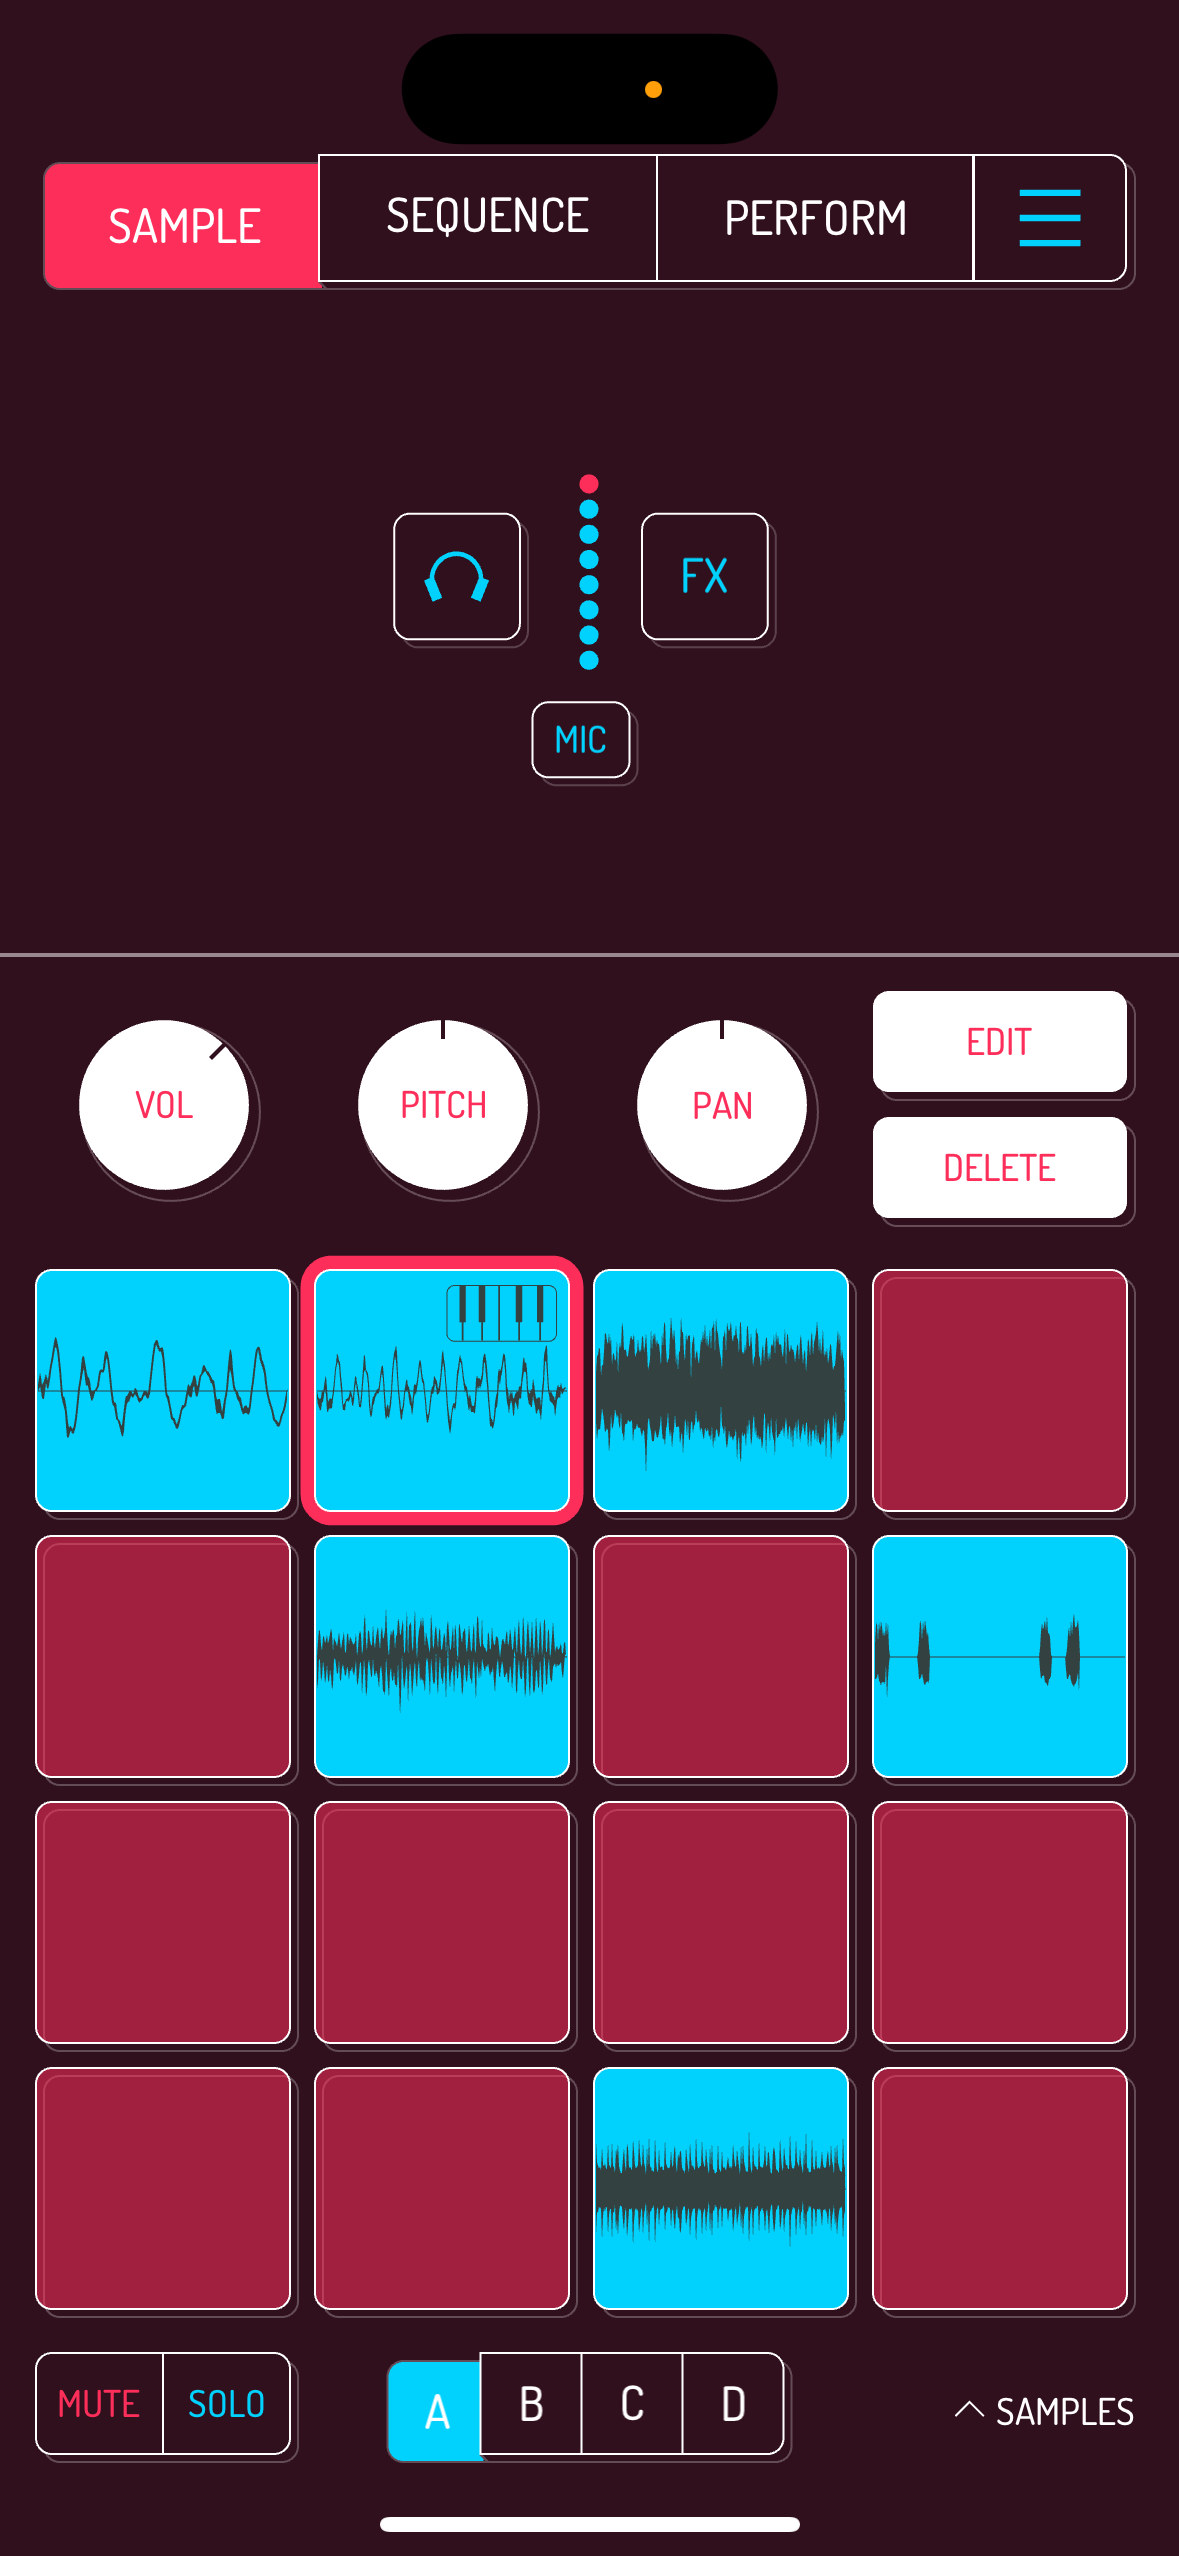 SAMPLE
SEQUENCE
PERFORM
FX
MIC
VOL
PITCH
PAN
EDIT
DELETE
MUTE
SOLO
A
B
C
D
SAMPLES